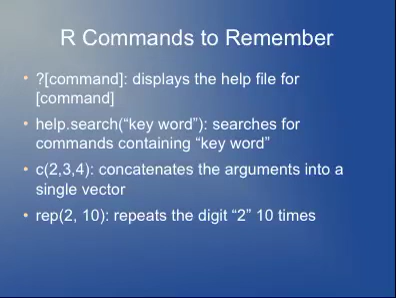 R Commands to Remember
• ?[command]: displays the help file for
[command]
• help.search(“key word”): searches for
commands containing “key word”
• c(2,3,4): concatenates the arguments into a
single vector
• rep(2, 10): repeats the digit “2” 10 times